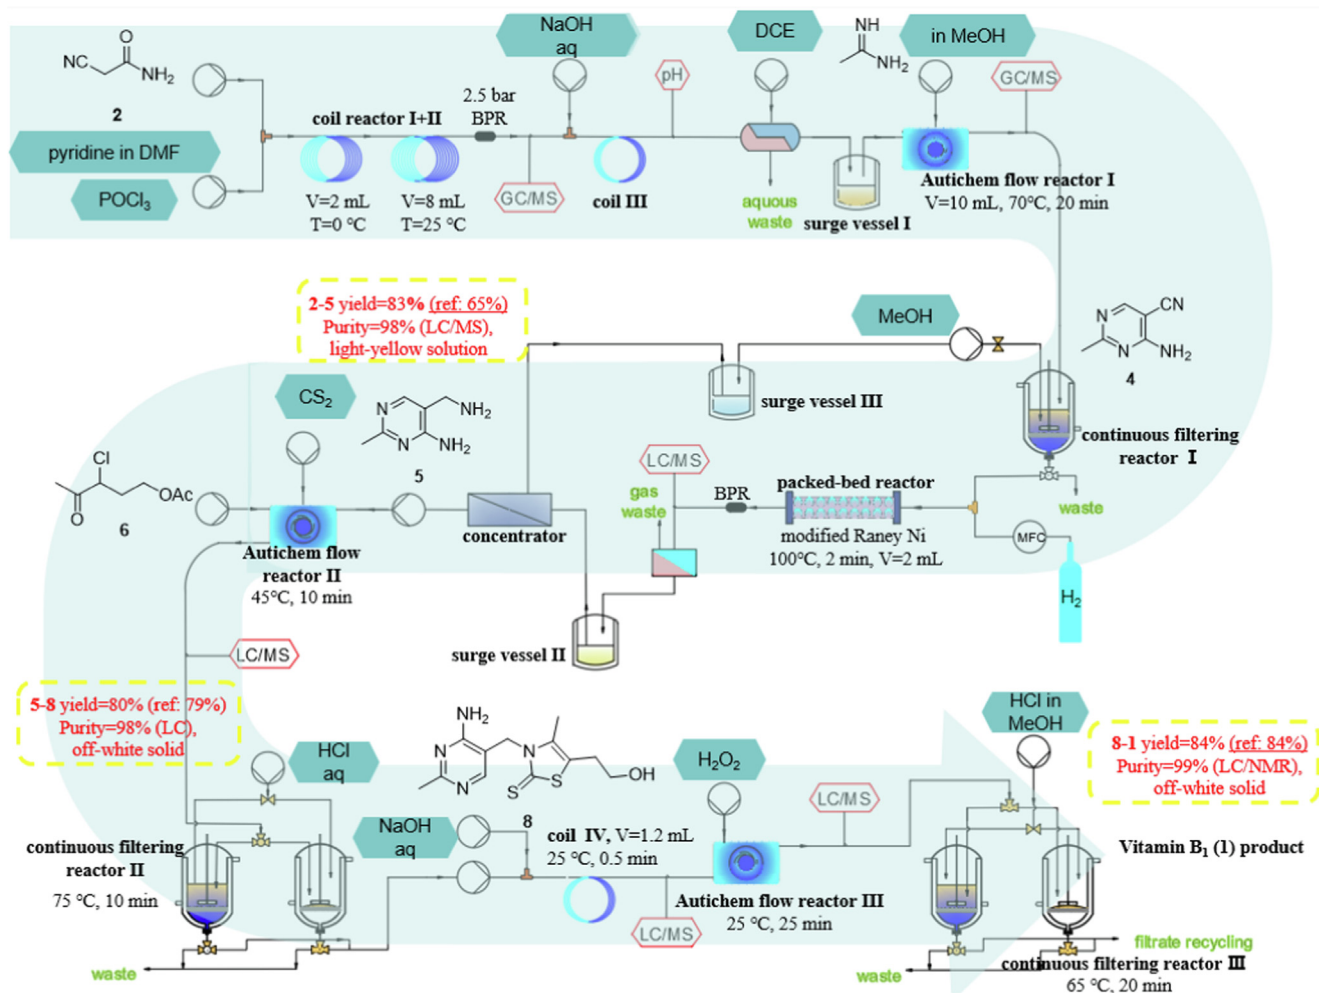 NaOH
aq
DCE
NH
NH₂
in MeOH
O
NC
NH₂
2
pyridine in DMF
POCl₃
2.5 bar
BPR
coil reactor I+II
V=2 mL
T=0 °C
V=8 mL
T=25 °C
GC/MS
pH
coil III
aquous
waste
surge vessel I
GC/MS
Autichem flow reactor I
V=10 mL, 70°C, 20 min
2-5 yield=83% (ref: 65%)
Purity=98% (LC/MS),
light-yellow solution
MeOH
N
CN
N
NH₂
4
CS₂
N
NH₂
N
NH₂
5
surge vessel III
continuous filtering
reactor I
Cl
OAc
O
6
LC/MS
gas
waste
BPR
packed-bed reactor
modified Raney Ni
100°C, 2 min, V=2 mL
waste
MFC
H₂
concentrator
Autichem flow
reactor II
45°C, 10 min
surge vessel II
LC/MS
5-8 yield=80% (ref: 79%)
Purity=98% (LC),
off-white solid
HCl
aq
NH₂
N
N
N
S
S
OH
8
H₂O₂
HCl in
MeOH
8-1 yield=84% (ref: 84%)
Purity=99% (LC/NMR),
off-white solid
LC/MS
NaOH
aq
coil IV, V=1.2 mL
25 °C, 0.5 min
continuous filtering
reactor II
75 °C, 10 min
Autichem flow reactor III
25 °C, 25 min
LC/MS
Vitamin B₁ (1) product
waste
filtrate recycling
waste
continuous filtering reactor III
65 °C, 20 min